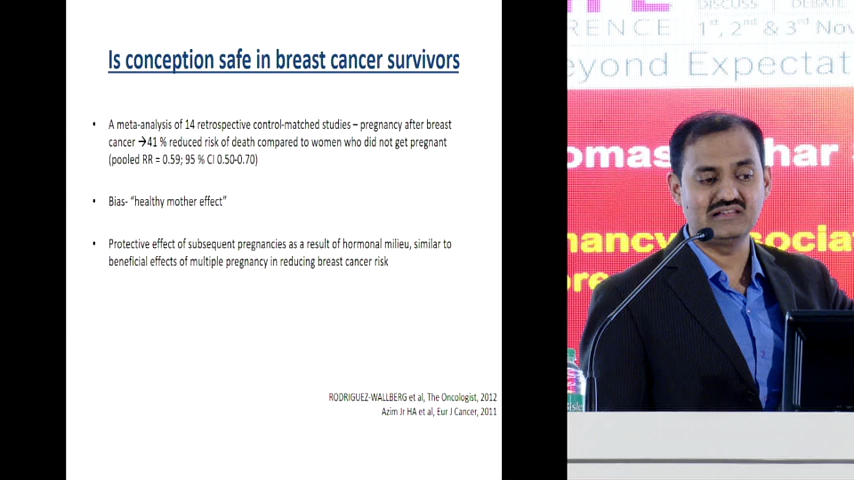 Is conception safe in breast cancer survivors
• A meta-analysis of 14 retrospective control-matched studies – pregnancy after breast
cancer →41 % reduced risk of death compared to women who did not get pregnant
(pooled RR = 0.59; 95 % CI 0.50-0.70)
• Bias- “healthy mother effect”
• Protective effect of subsequent pregnancies as a result of hormonal milieu, similar to
beneficial effects of multiple pregnancy in reducing breast cancer risk
RODRIGUEZ-WALLBERG et al, The Oncologist, 2012
Azim Jr HA et al, Eur J Cancer, 2011
DISCUSS DEBATE
RENCE 1st, 2nd & 3rd Nov
eyond Expectat
omas har
nancy sociat
ore